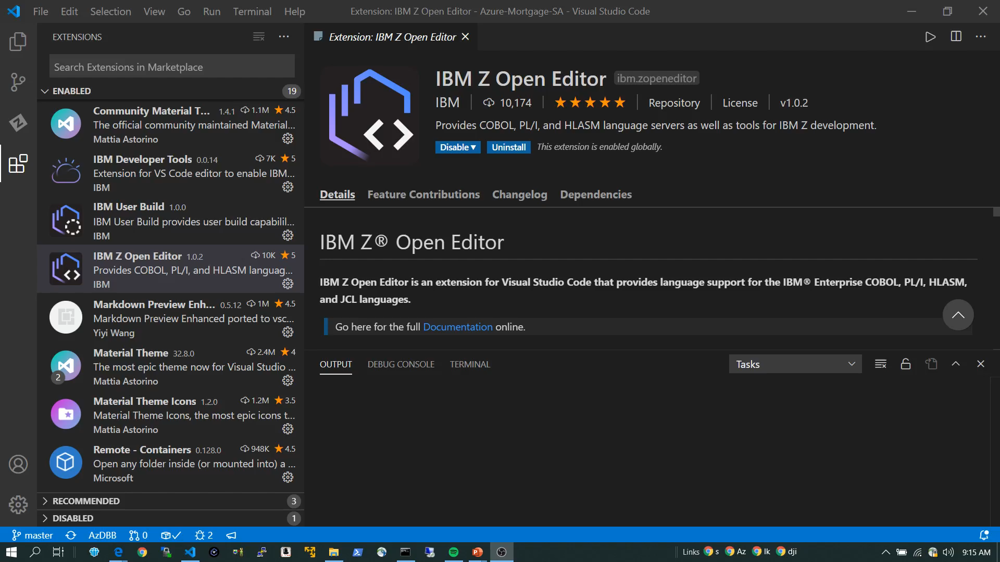 File Edit Selection View Go Run Terminal Help
Extension: IBM Z Open Editor - Azure-Mortgage-SA - Visual Studio Code
EXTENSIONS
Search Extensions in Marketplace
ENABLED 19
Community Material T... 1.4.1 1.1M 4.5
The official community maintained Material...
Mattia Astorino
IBM Developer Tools 0.0.14 7K 5
Extension for VS Code editor to enable IBM...
IBM
IBM User Build 1.0.0
IBM User Build provides user build capabilil...
IBM
IBM Z Open Editor 1.0.2 10K 5
Provides COBOL, PL/I, and HLASM languag...
IBM
Markdown Preview Enh... 0.5.12 1M 4.5
Markdown Preview Enhanced ported to vsc...
Yiyi Wang
Material Theme 32.8.0 2.4M 4
The most epic theme now for Visual Studio ...
2 Mattia Astorino
Material Theme Icons 1.2.0 1.2M 3.5
Material Theme Icons, the most epic icons t...
Mattia Astorino
Remote - Containers 0.128.0 948K 4.5
Open any folder inside (or mounted into) a ...
Microsoft
RECOMMENDED 3
DISABLED 1
Extension: IBM Z Open Editor
IBM Z Open Editor ibm.zopeneditor
IBM 10,174 Repository License v1.0.2
Provides COBOL, PL/I, and HLASM language servers as well as tools for IBM Z development.
Disable Uninstall This extension is enabled globally.
Details Feature Contributions Changelog Dependencies
IBM Z® Open Editor
IBM Z Open Editor is an extension for Visual Studio Code that provides language support for the IBM® Enterprise COBOL, PL/I, HLASM,
and JCL languages.
Go here for the full Documentation online.
OUTPUT DEBUG CONSOLE TERMINAL Tasks
master AzDBB 0 2
Links s Az lk dji 9:15 AM